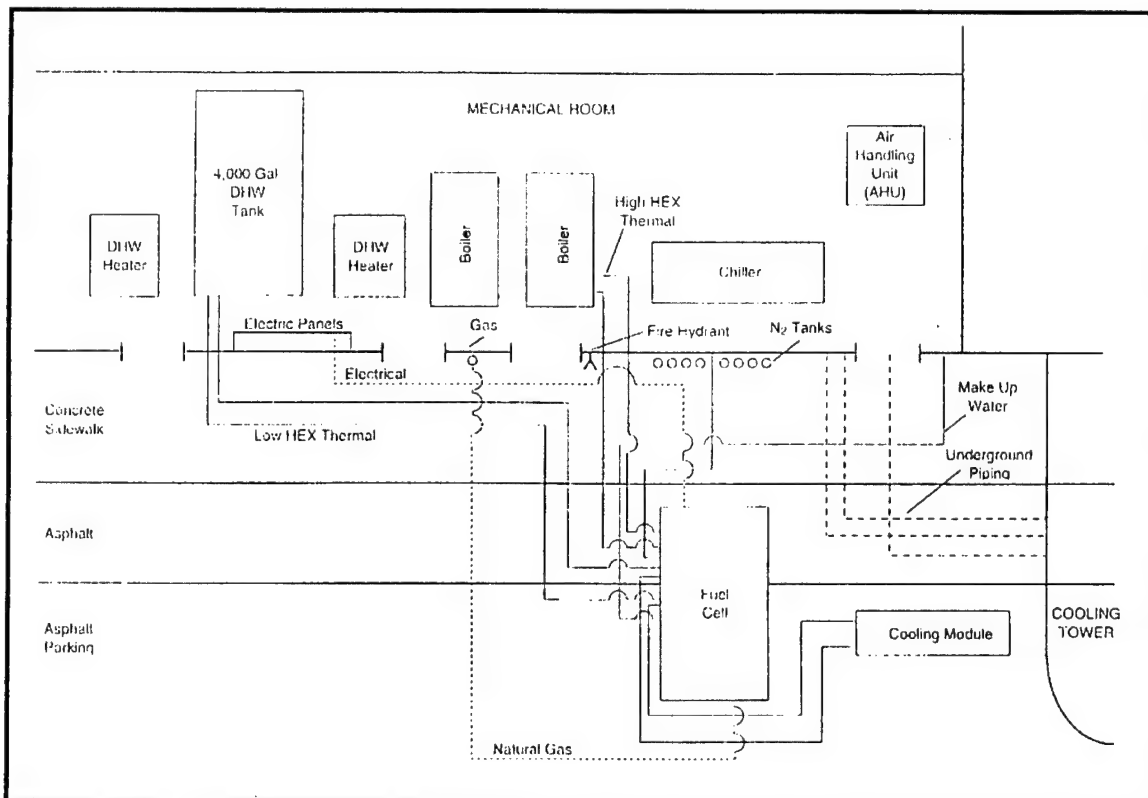 MECHANICAL ROOM
4,000 Gal
DHW
Tank
DHW
Heater
DHW
Heater
Boiler
Boiler
High HEX
Thermal
Air
Handling
Unit
(AHU)
Chiller
Electric Panels
Gas
Fire Hydrant
N2 Tanks
Electrical
Make Up
Water
Concrete
Sidewalk
Low HEX Thermal
Underground
Piping
Asphalt
Fuel
Cell
Asphalt
Parking
Cooling Module
COOLING
TOWER
Natural Gas